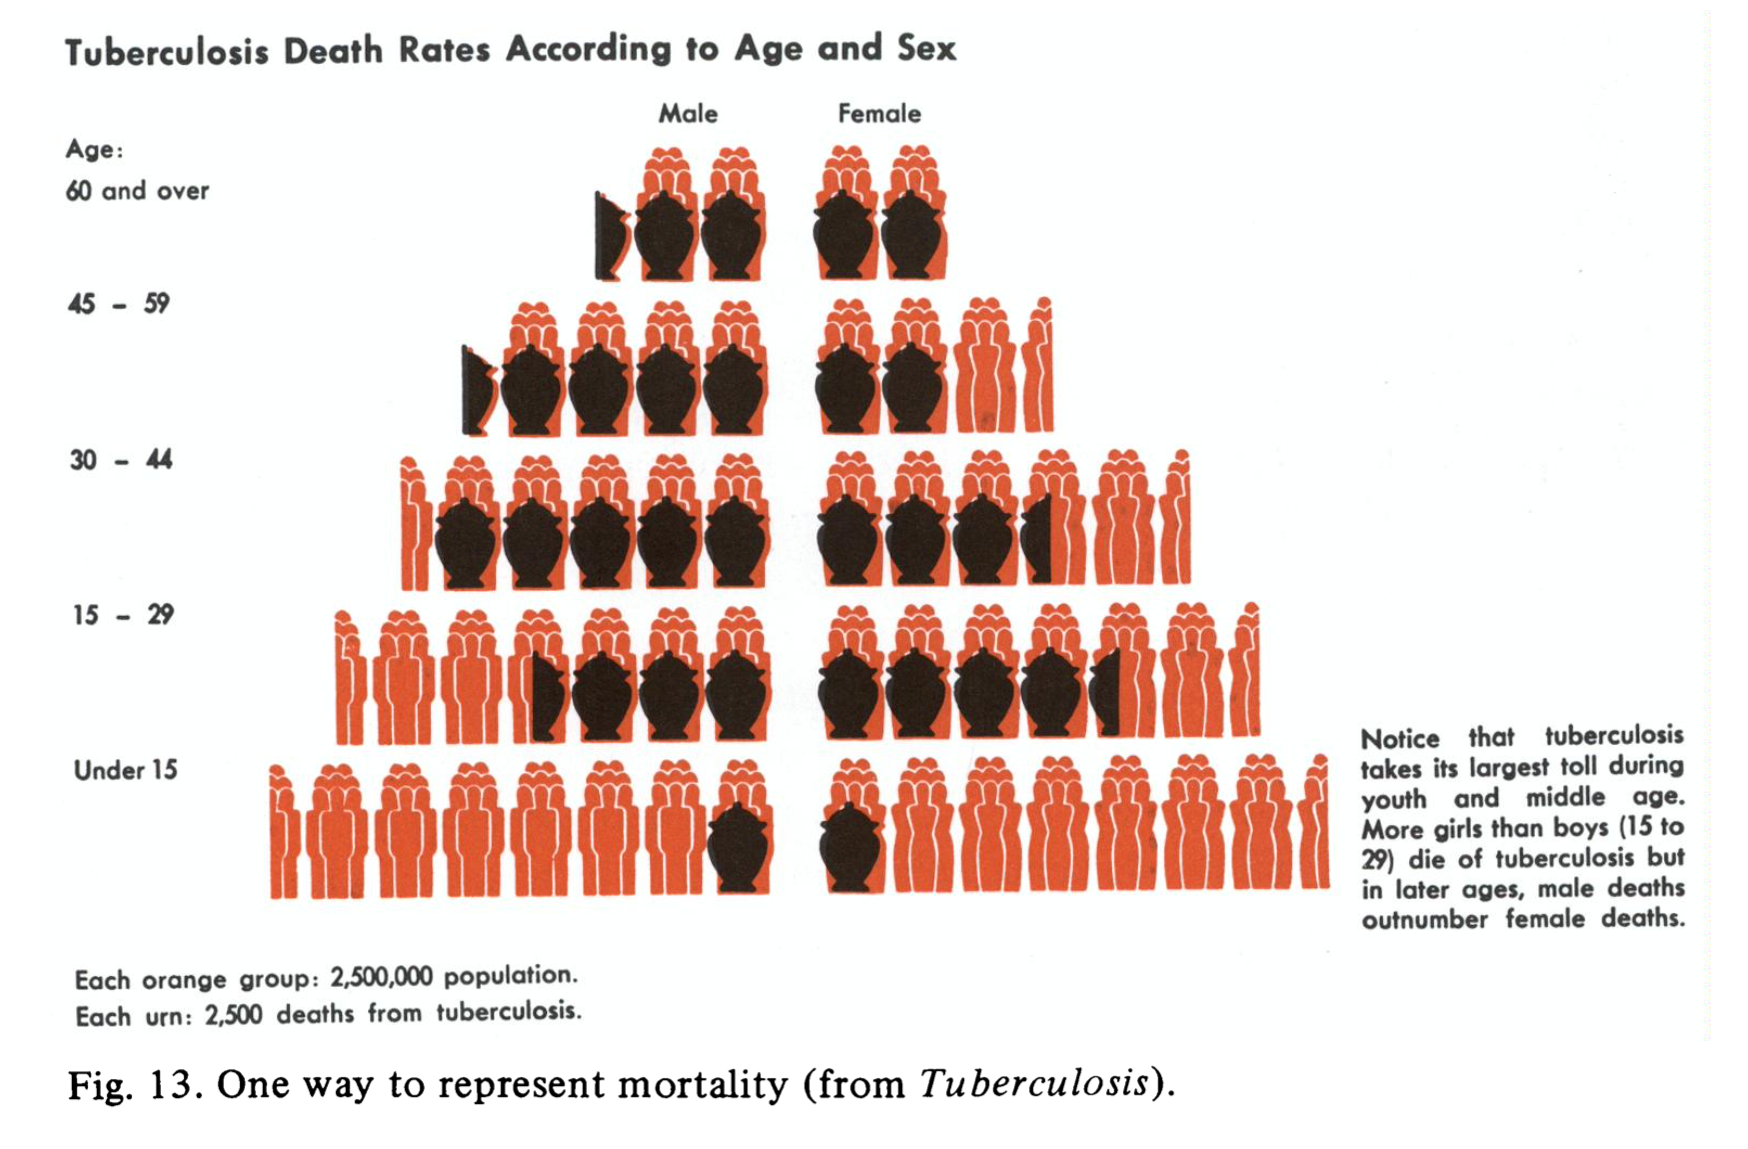 Tuberculosis Death Rates According to Age and Sex
Male Female
Age:
60 and over
45 – 59
30 – 44
15 – 29
Under 15
Notice that tuberculosis
takes its largest toll during
youth and middle age.
More girls than boys (15 to
29) die of tuberculosis but
in later ages, male deaths
outnumber female deaths.
Each orange group: 2,500,000 population.
Each urn: 2,500 deaths from tuberculosis.
Fig. 13. One way to represent mortality (from Tuberculosis).